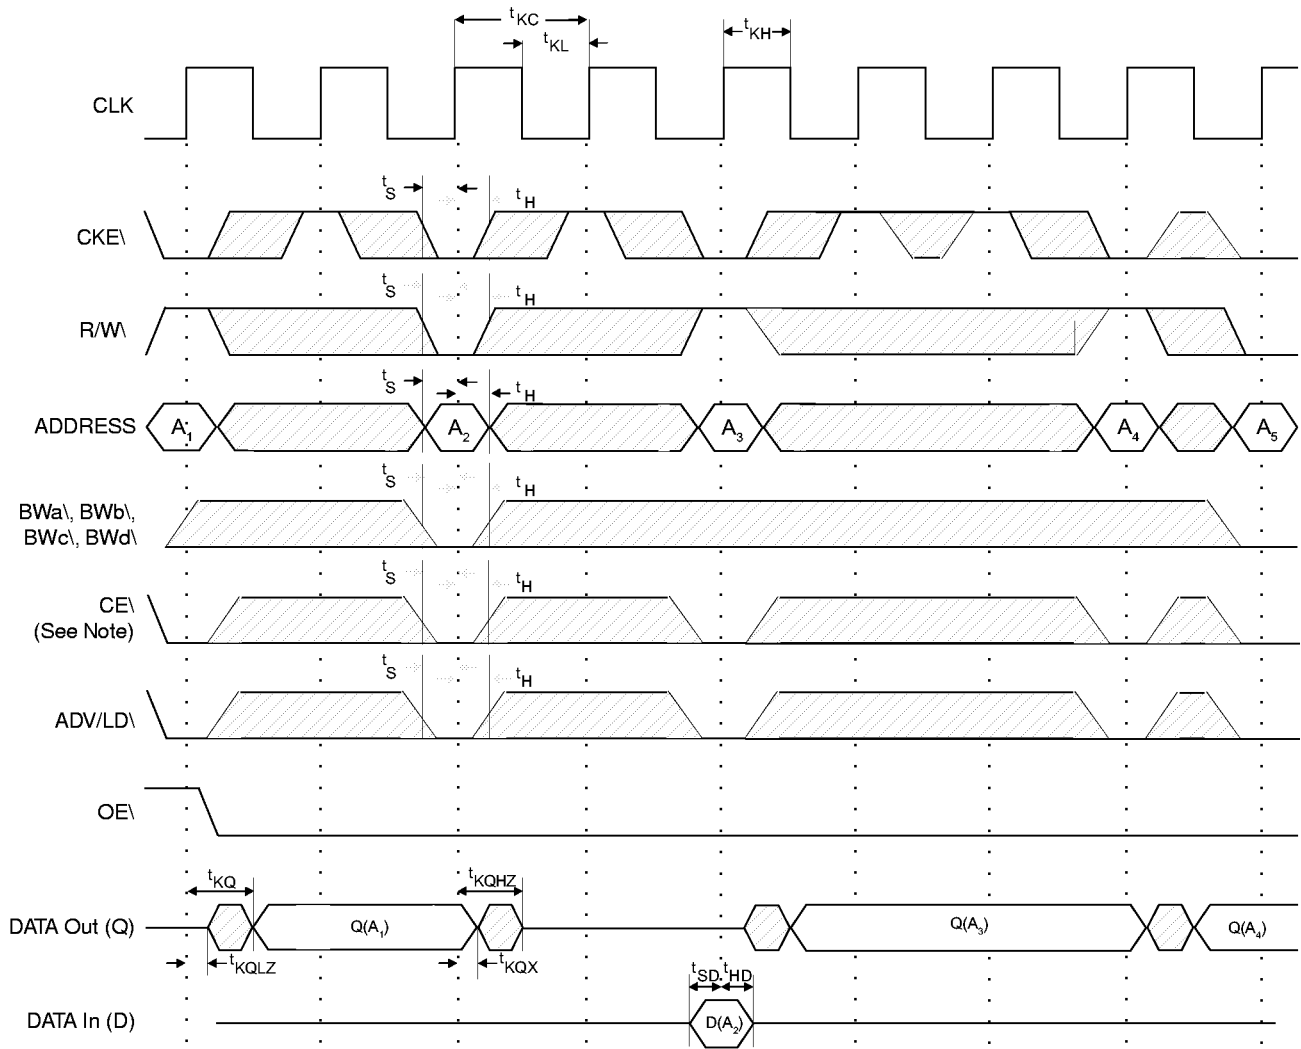 tKC
tKL
tKH
CLK
tS
tH
CKE\
tS
tH
R/W\
tS
tH
ADDRESS
A1
A2
A3
A4
A5
tS
tH
BWa\, BWb\,
BWc\, BWd\
tS
tH
CE\
(See Note)
tS
tH
ADV/LD\
OE\
tKQ
tKQHZ
DATA Out (Q)
Q(A1)
Q(A3)
Q(A4)
tKQLZ
tKQX
tSD
tHD
DATA In (D)
D(A2)